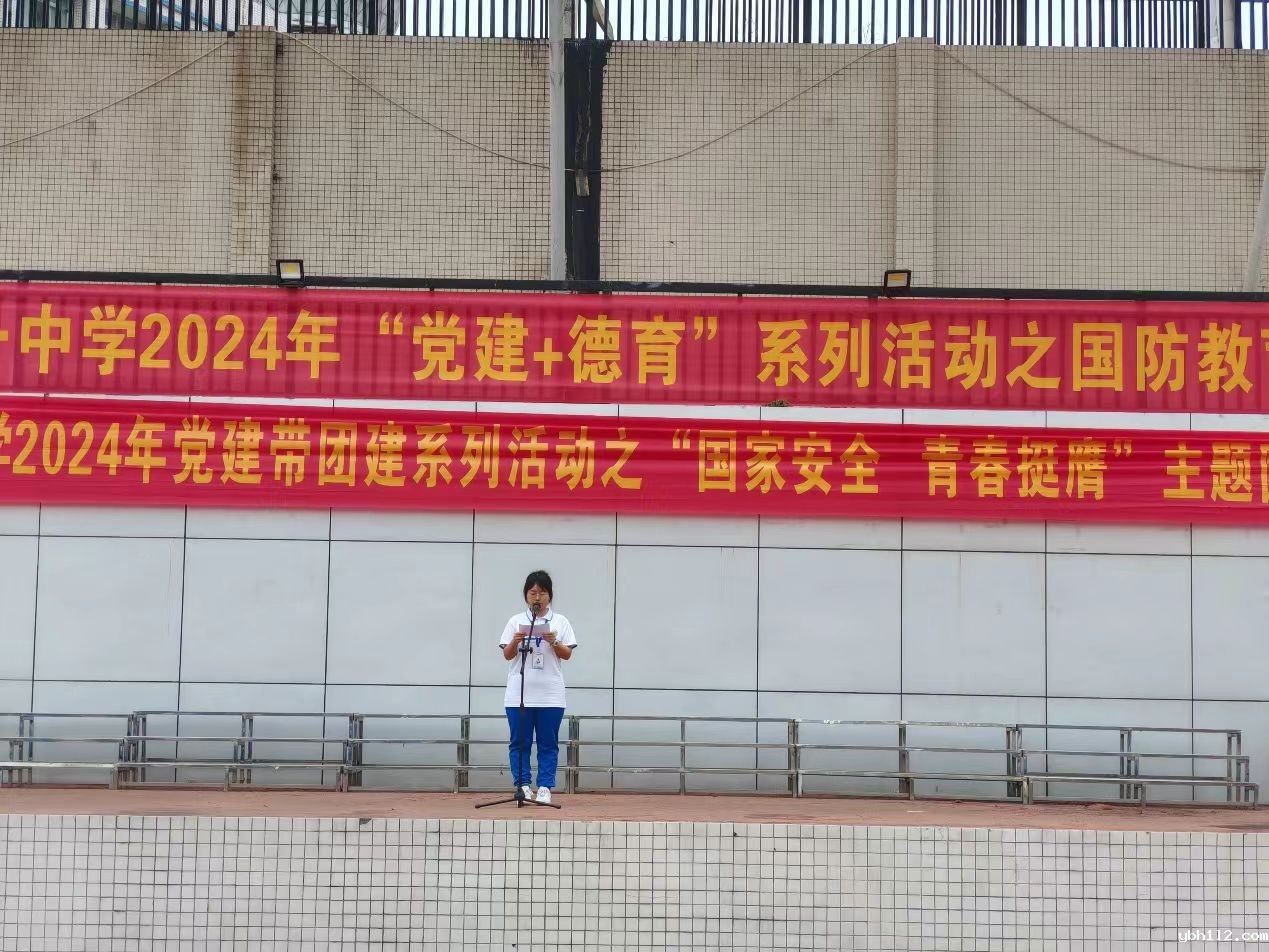 中学2024年“党建+德育”系列活动之国防教育
学2024年党建带团建系列活动之“国家安全 青春挺膺”主题
ybh112.com